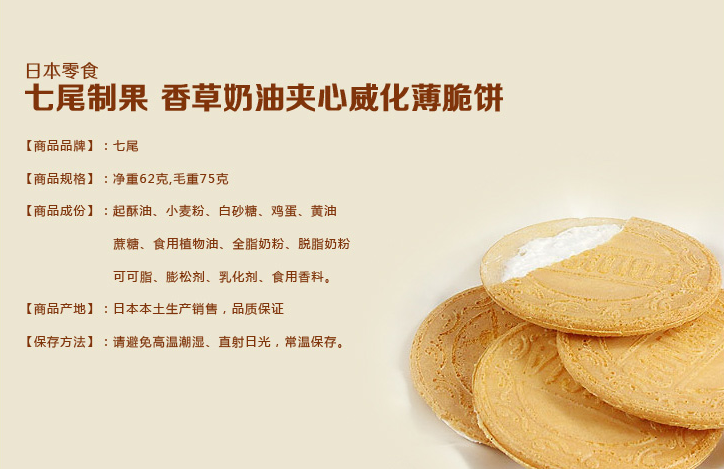 日本零食
七尾制果 香草奶油夹心威化薄脆饼
【商品品牌】：七尾
【商品规格】：净重62克,毛重75克
【商品成份】：起酥油、小麦粉、白砂糖、鸡蛋、黄油
蔗糖、食用植物油、全脂奶粉、脱脂奶粉
可可脂、膨松剂、乳化剂、食用香料。
【商品产地】：日本本土生产销售，品质保证
【保存方法】：请避免高温潮湿、直射日光，常温保存。